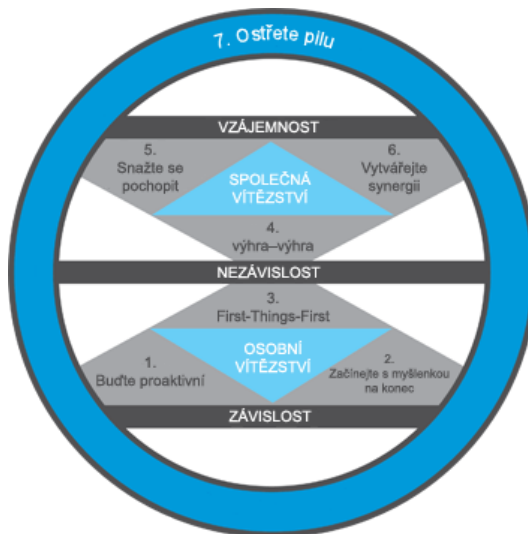 7. Ostřete pilu
VZÁJEMNOST
5.
Snažte se
pochopit
6.
Vytvářejte
synergii
SPOLEČNÁ
VÍTĚZSTVÍ
4.
výhra–výhra
NEZÁVISLOST
3.
First-Things-First
1.
Buďte proaktivní
OSOBNÍ
VÍTĚZSTVÍ
2.
Začínejte s myšlenkou
na konec
ZÁVISLOST